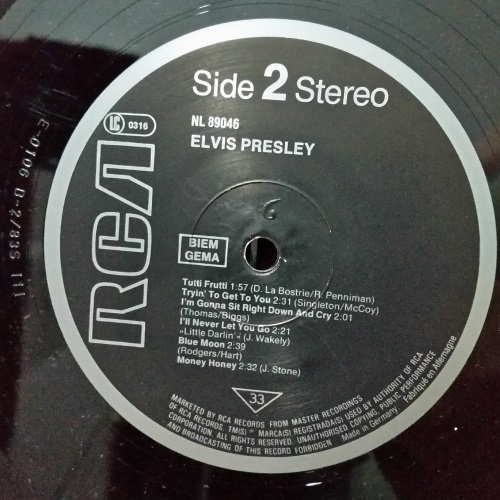 Side 2 Stereo
LC 0316
NL 89046
ELVIS PRESLEY
RCA
BIEM
GEMA
Tutti Frutti 1:57 (D. La Bostrie/R. Penniman)
Tryin' To Get To You 2:31 (Singleton/McCoy)
I'm Gonna Sit Right Down And Cry 2:01
(Thomas/Biggs)
I'll Never Let You Go 2:21
»Little Darlin'« (J. Wakely)
Blue Moon 2:39
(Rodgers/Hart)
Money Honey 2:32 (J. Stone)
33
MARKETED BY RCA RECORDS FROM MASTER RECORDINGS
OF RCA RECORDS. TM(S) ® MARCA(S) REGISTRADA(S) USED BY AUTHORITY OF RCA
CORPORATION. ALL RIGHTS RESERVED. UNAUTHORISED COPYING, PUBLIC PERFORMANCE
AND BROADCASTING OF THIS RECORD FORBIDDEN. Made in Germany Fabriqué en Allemagne